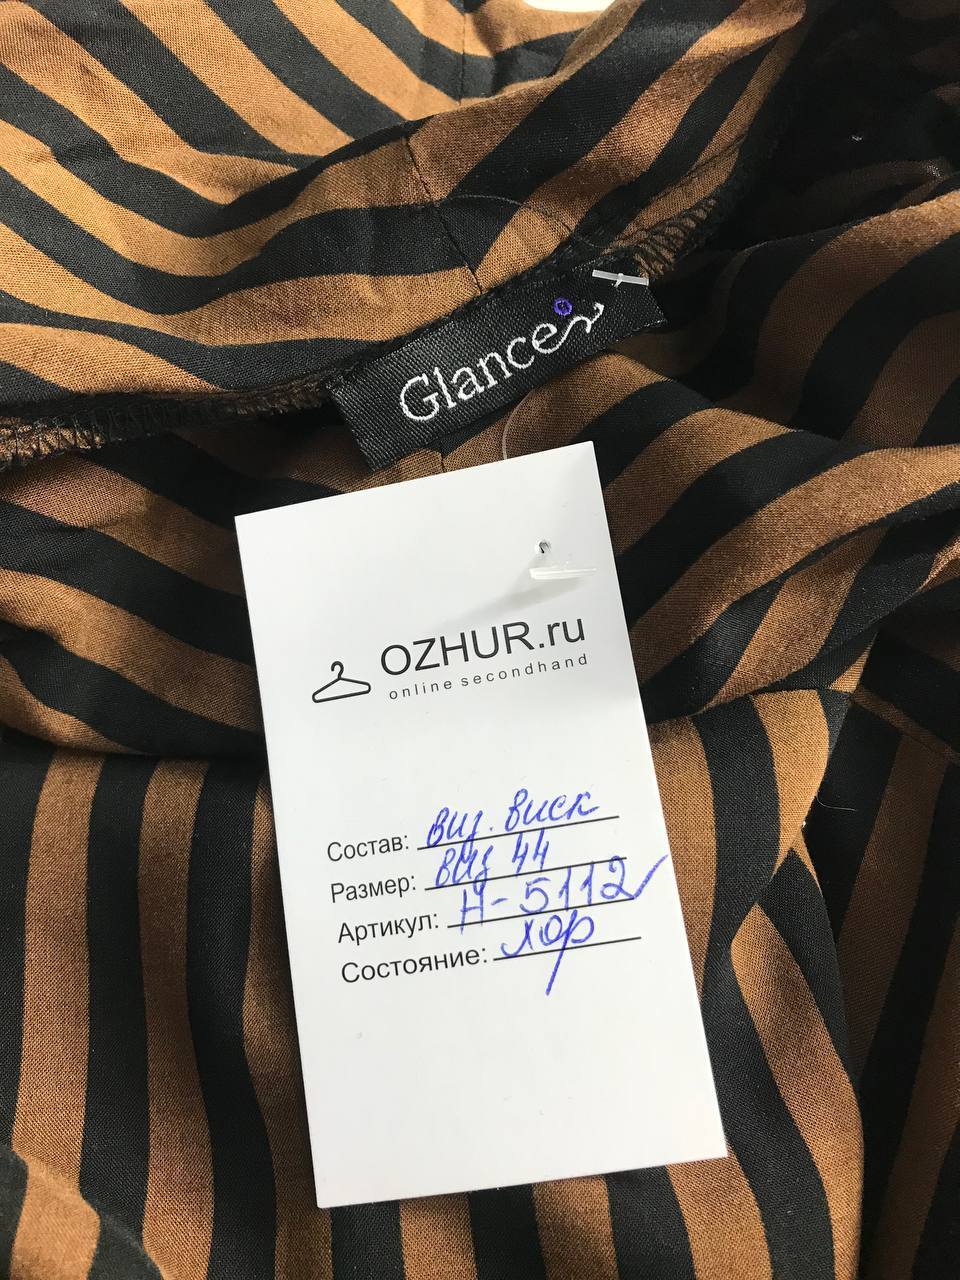 Glance
OZHUR.ru
online secondhand
Состав: виз. виск
Размер: виз 44
Артикул: Н-5112
Состояние: хор